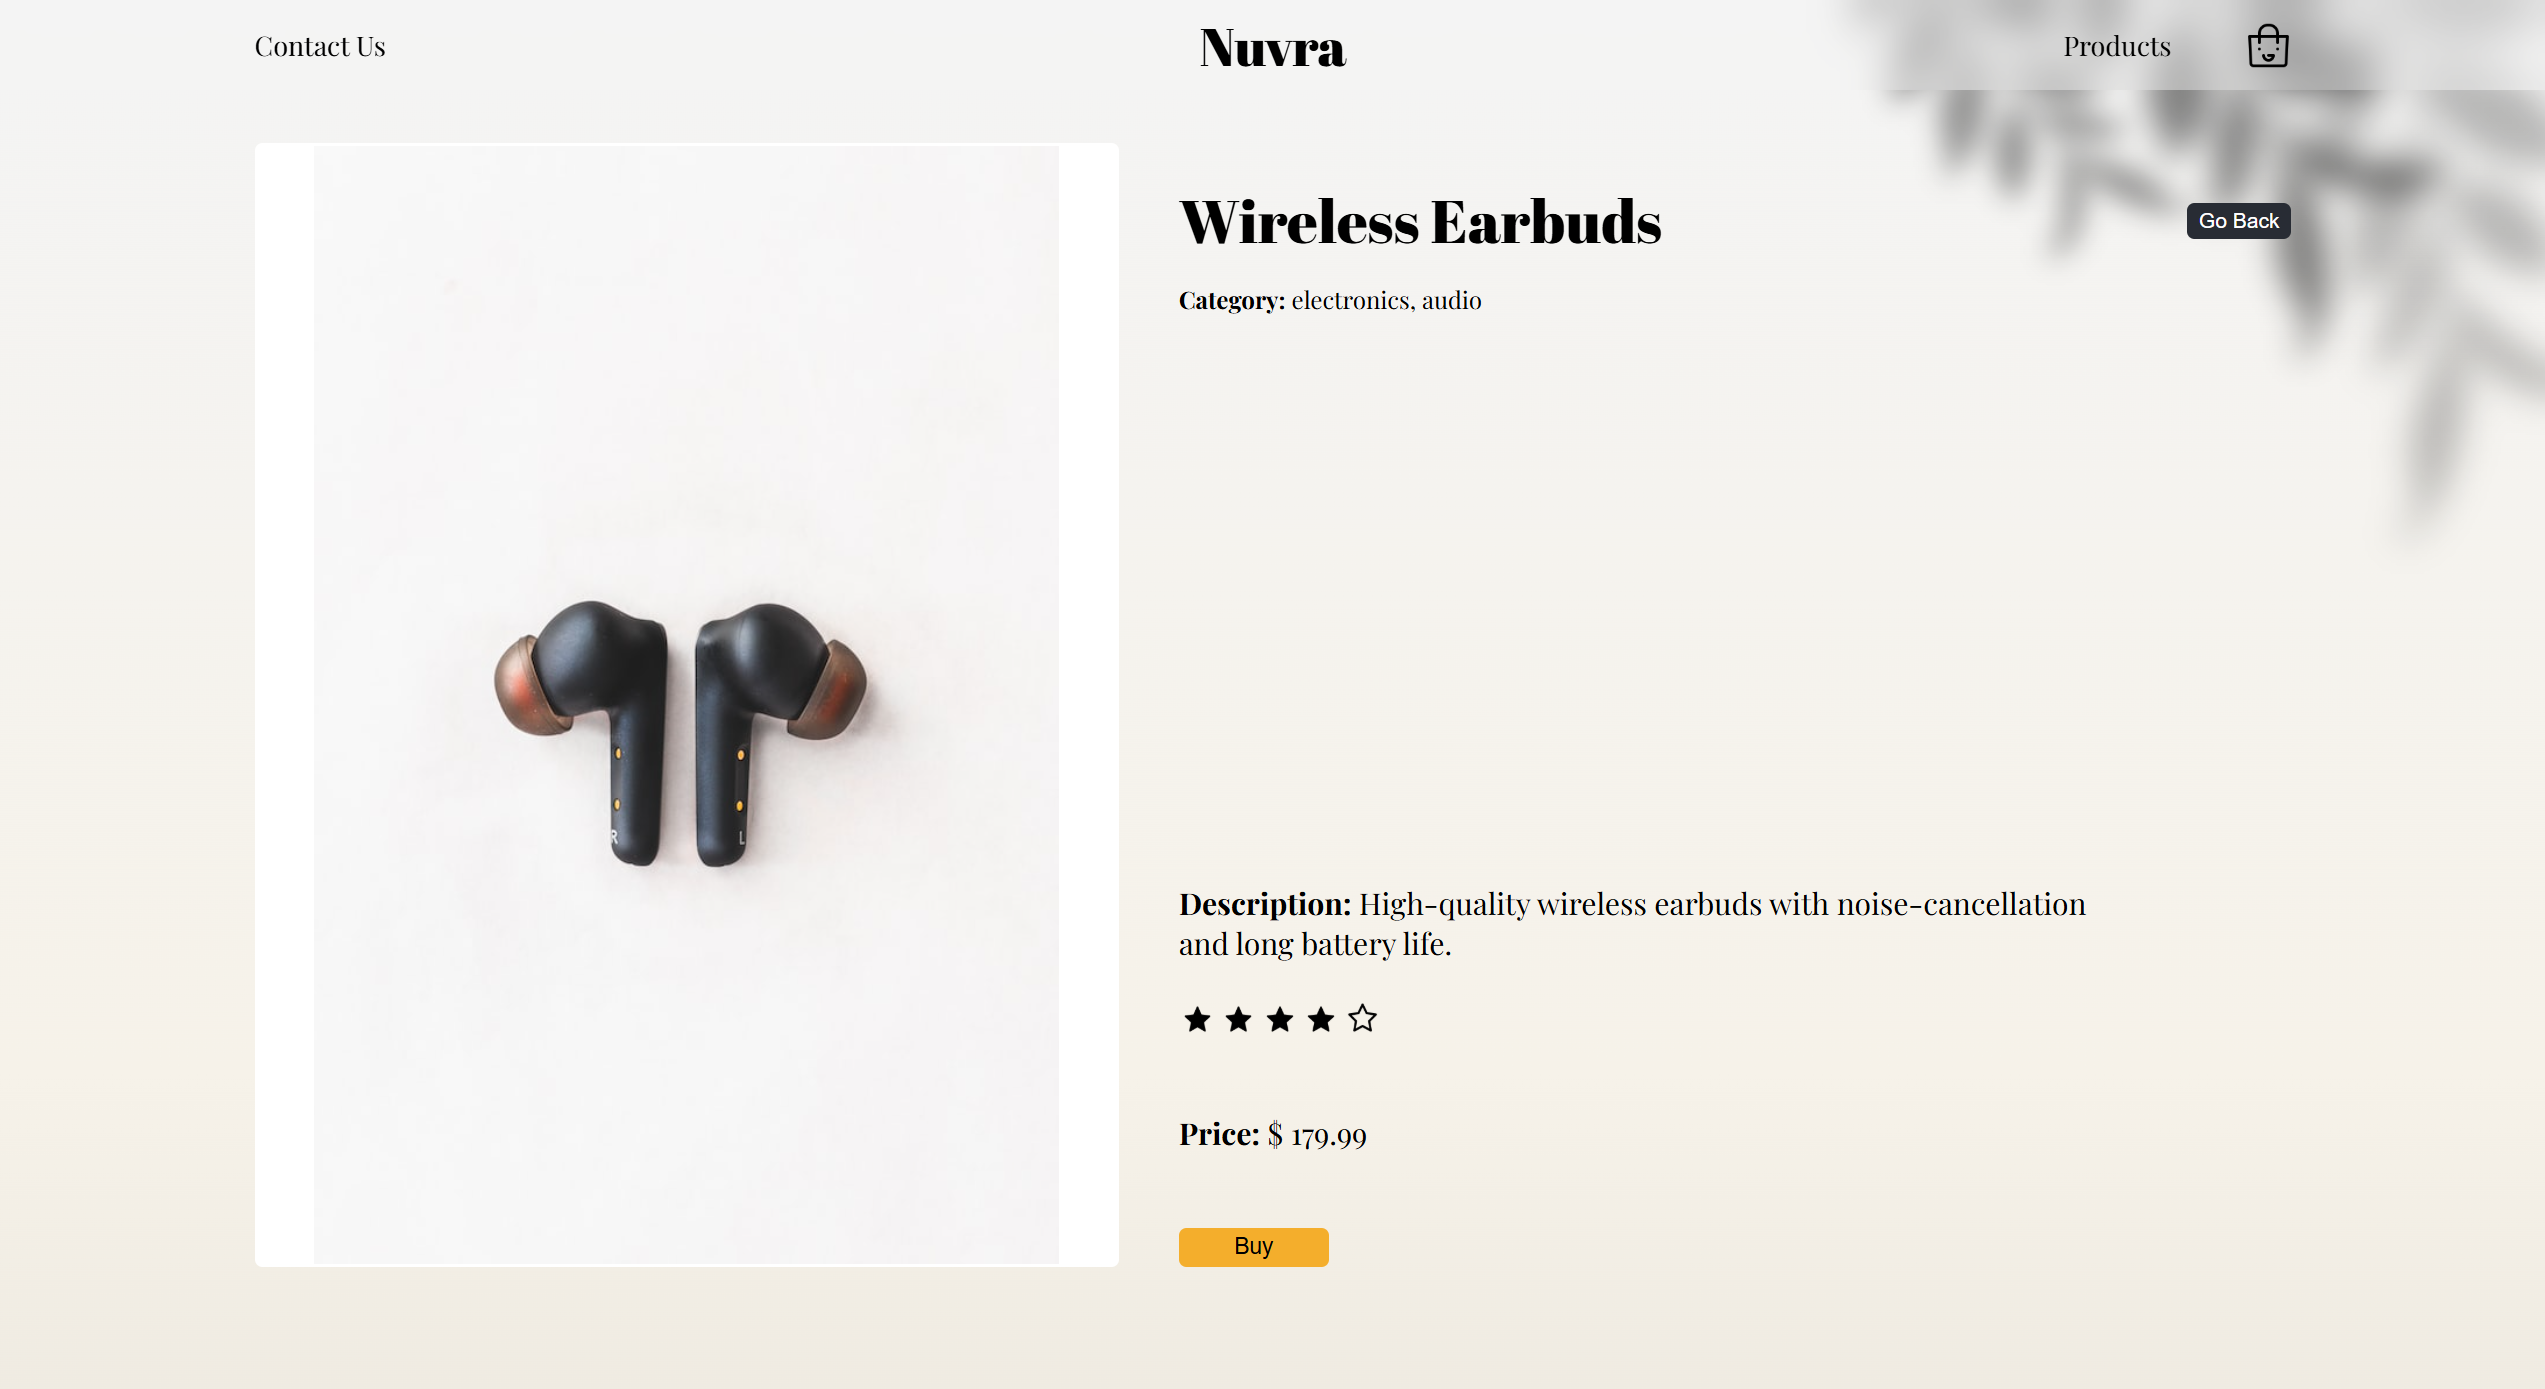 Contact Us
Nuvra
Products
Wireless Earbuds
Go Back
Category: electronics, audio
R
L
Description: High-quality wireless earbuds with noise-cancellation
and long battery life.
Price: $ 179.99
Buy